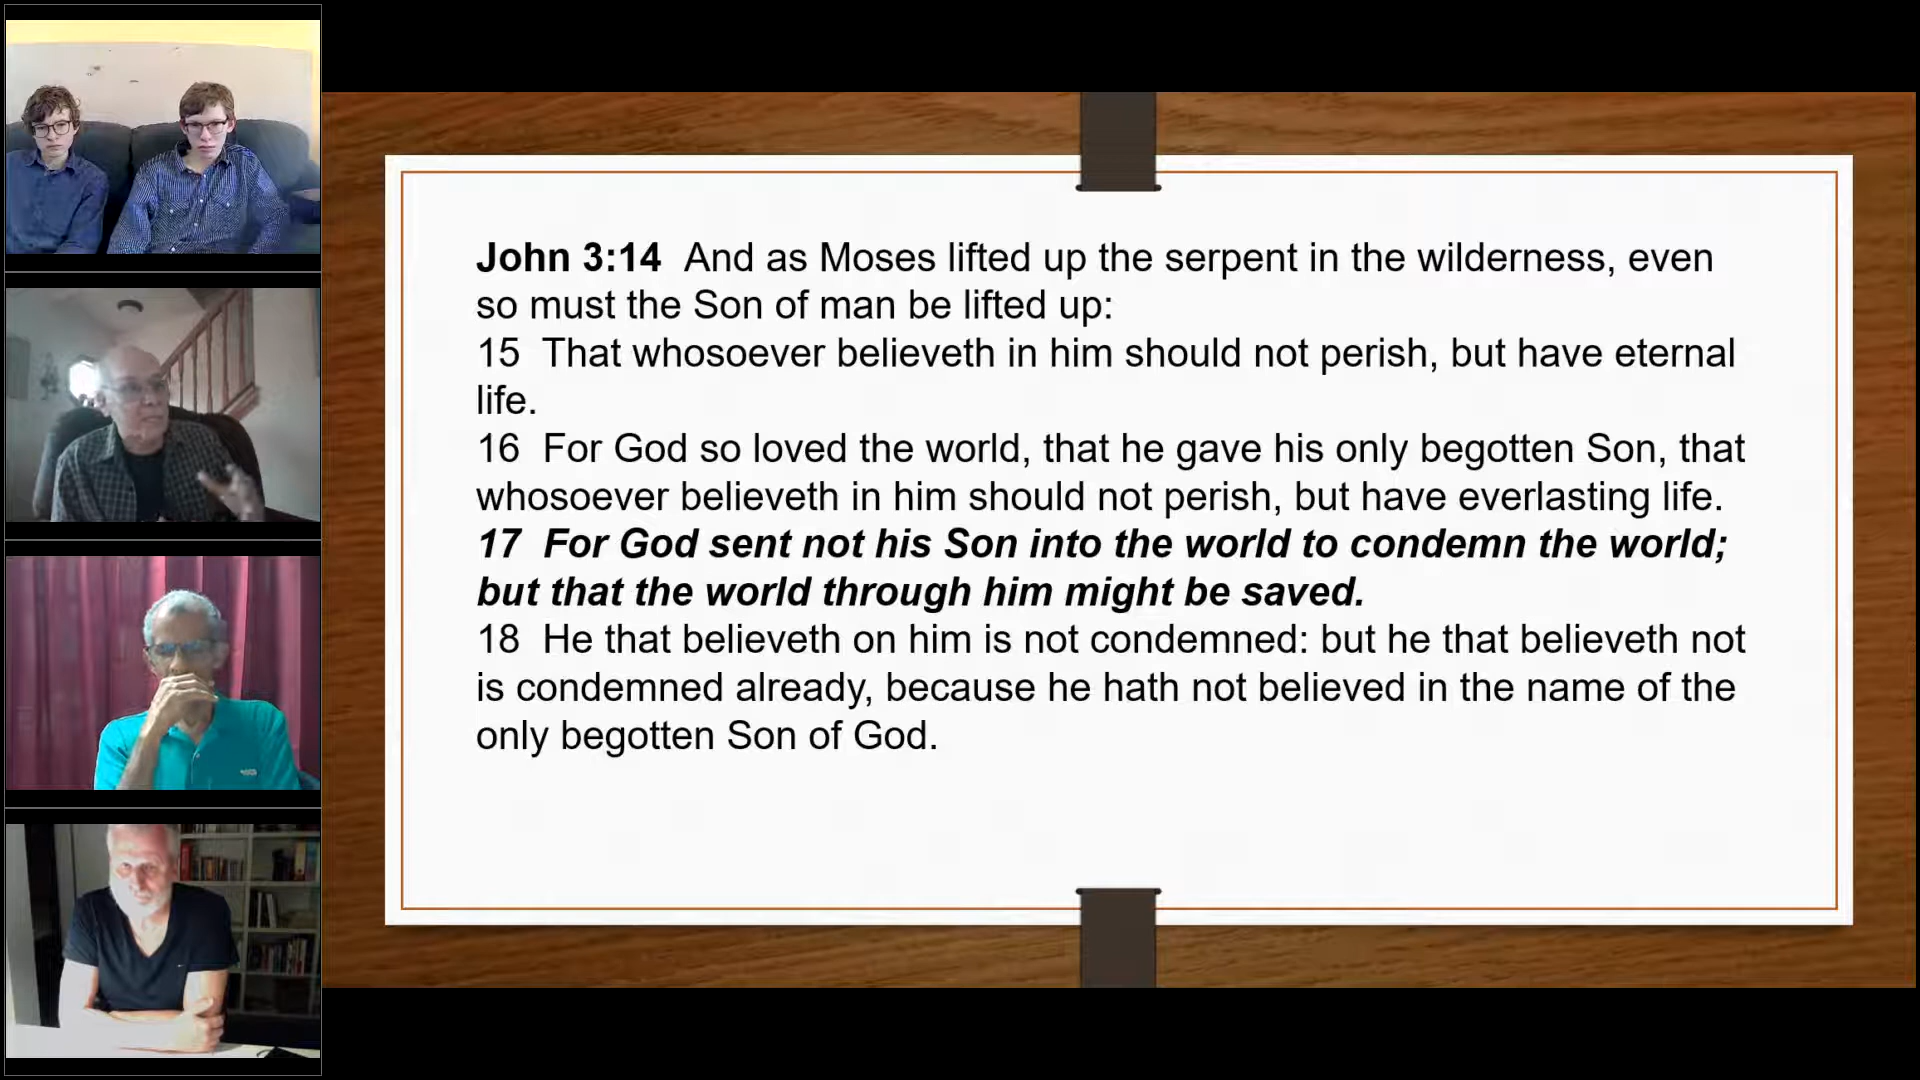 John 3:14 And as Moses lifted up the serpent in the wilderness, even
so must the Son of man be lifted up:
15 That whosoever believeth in him should not perish, but have eternal
life.
16 For God so loved the world, that he gave his only begotten Son, that
whosoever believeth in him should not perish, but have everlasting life.
17 For God sent not his Son into the world to condemn the world;
but that the world through him might be saved.
18 He that believeth on him is not condemned: but he that believeth not
is condemned already, because he hath not believed in the name of the
only begotten Son of God.